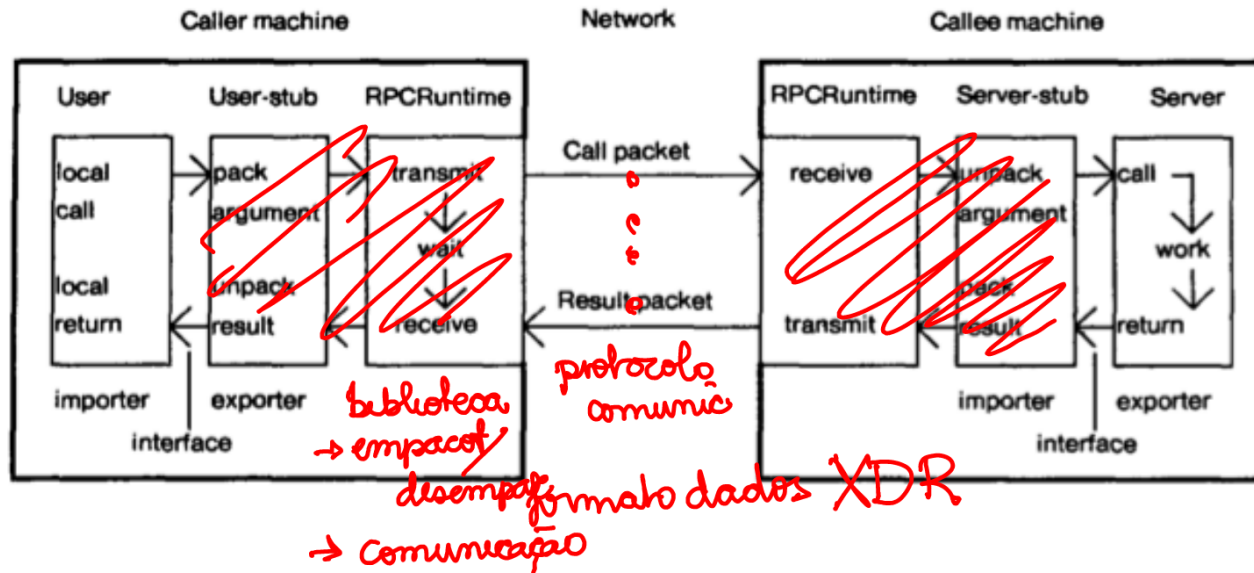 Caller machine Network Callee machine
User User-stub RPCRuntime RPCRuntime Server-stub Server
local pack transmit Call packet receive unpack call
call argument argument
wait work
local unpack Result packet pack
return result receive transmit result return
importer exporter importer exporter
interface interface
protocolo
comunic
biblioteca
→ empacot/
desempac
formato dados XDR
→ comunicação